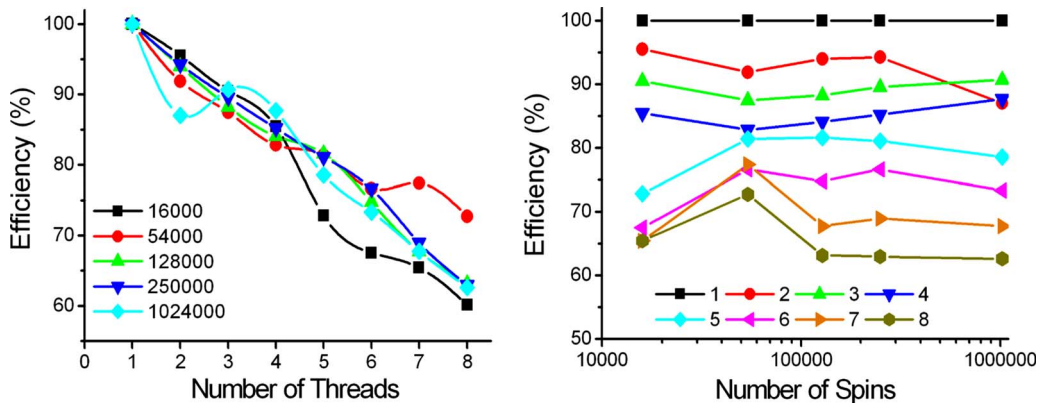 Efficiency (%)
100
90
80
70
60
16000
54000
128000
250000
1024000
0 1 2 3 4 5 6 7 8
Number of Threads
Efficiency (%)
100
90
80
70
60
50
1 2 3 4
5 6 7 8
10000 100000 1000000
Number of Spins